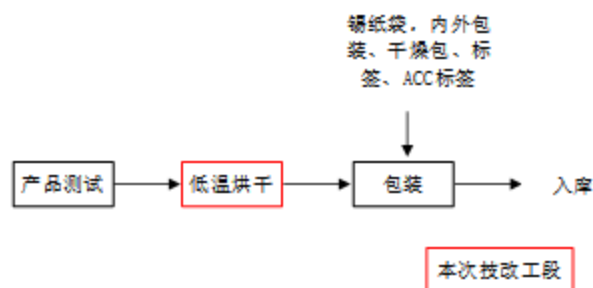 锡纸袋，内外包
装、干燥包、标
签、ACC标签
产品测试
低温烘干
包装
入库
本次技改工段